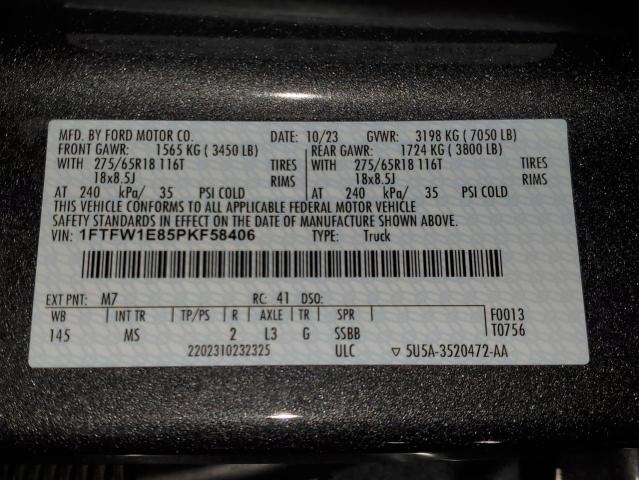 MFD. BY FORD MOTOR CO. DATE: 10/23 GVWR: 3198 KG ( 7050 LB)
FRONT GAWR: 1565 KG ( 3450 LB) REAR GAWR: 1724 KG ( 3800 LB)
WITH 275/65R18 116T TIRES WITH 275/65R18 116T TIRES
18x8.5J RIMS 18x8.5J RIMS
AT 240 kPa/ 35 PSI COLD AT 240 kPa/ 35 PSI COLD
THIS VEHICLE CONFORMS TO ALL APPLICABLE FEDERAL MOTOR VEHICLE
SAFETY STANDARDS IN EFFECT ON THE DATE OF MANUFACTURE SHOWN ABOVE.
VIN: 1FTFW1E85PKF58406 TYPE: Truck
EXT PNT: M7 RC: 41 DSO:
WB INT TR TP/PS R AXLE TR SPR F0013
145 MS 2 L3 G SSBB T0756
2202310232325 ULC ▽ 5U5A-3520472-AA